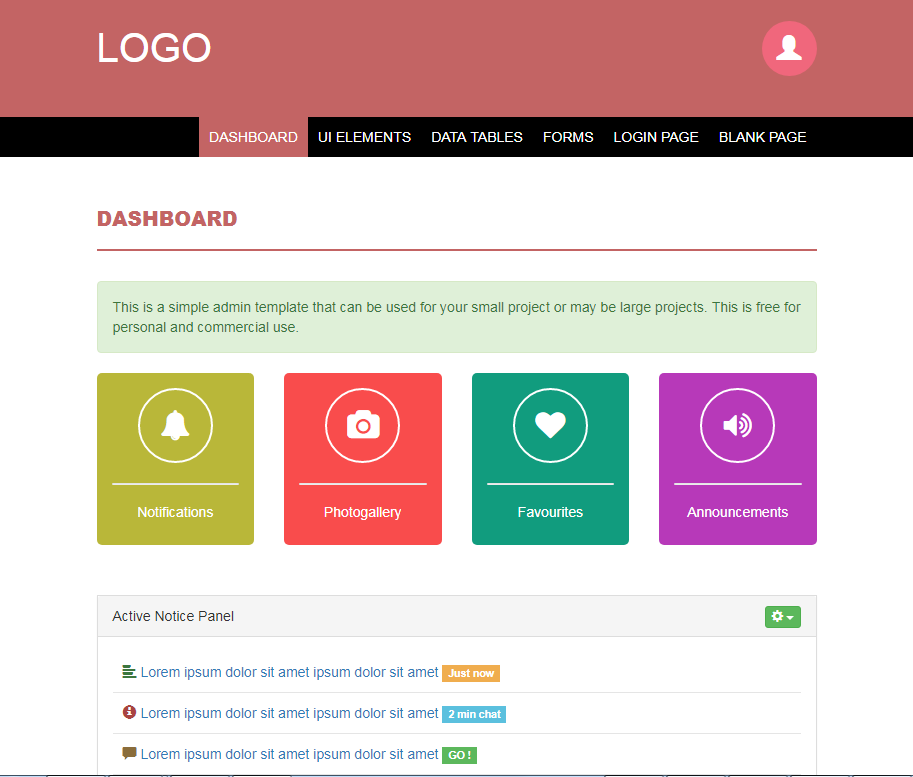 LOGO
DASHBOARD UI ELEMENTS DATA TABLES FORMS LOGIN PAGE BLANK PAGE
DASHBOARD
This is a simple admin template that can be used for your small project or may be large projects. This is free for
personal and commercial use.
Notifications Photogallery Favourites Announcements
Active Notice Panel
Lorem ipsum dolor sit amet ipsum dolor sit amet Just now
Lorem ipsum dolor sit amet ipsum dolor sit amet 2 min chat
Lorem ipsum dolor sit amet ipsum dolor sit amet GO !